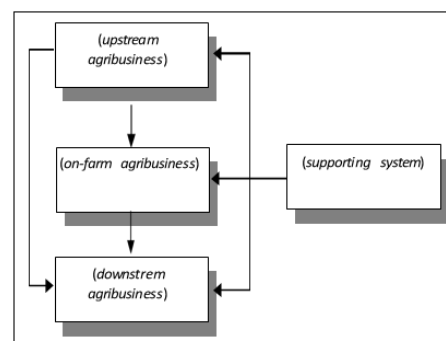 (upstream
agribusiness)
(on-farm agribusiness)
(supporting system)
(downstrem
agribusiness)